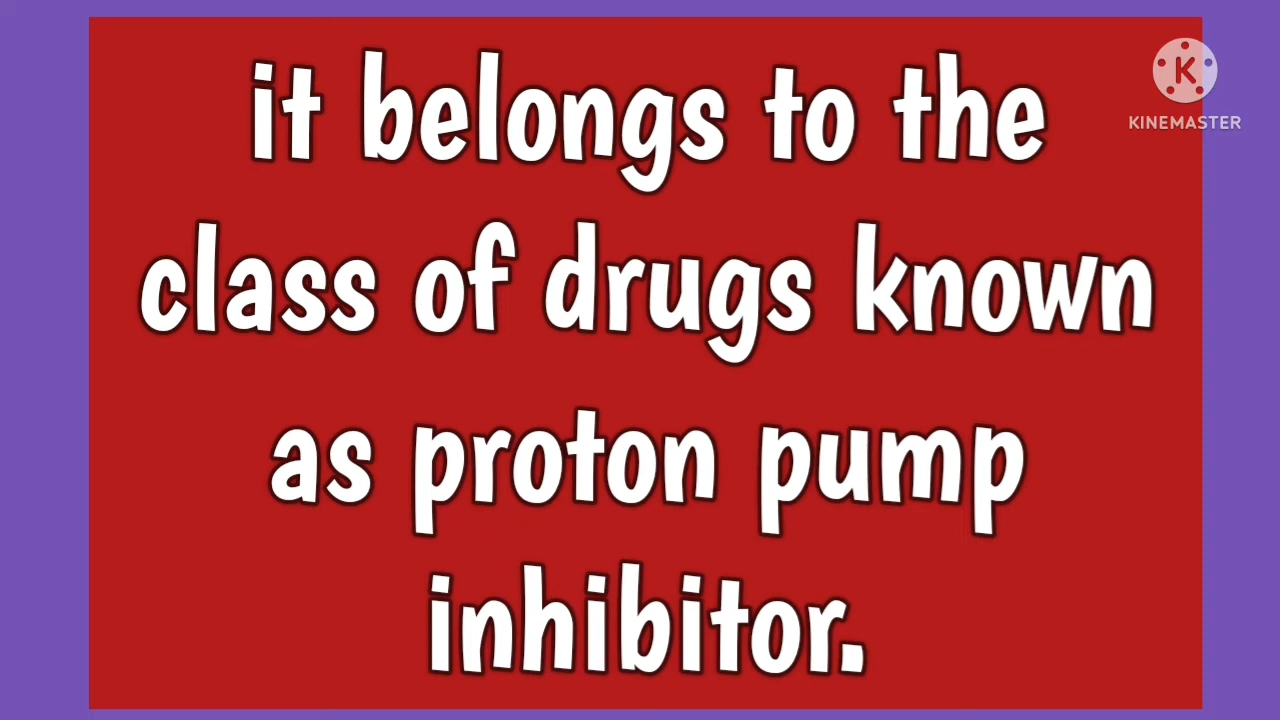 it belongs to the
K
KINEMASTER
class of drugs known
as proton pump
inhibitor.